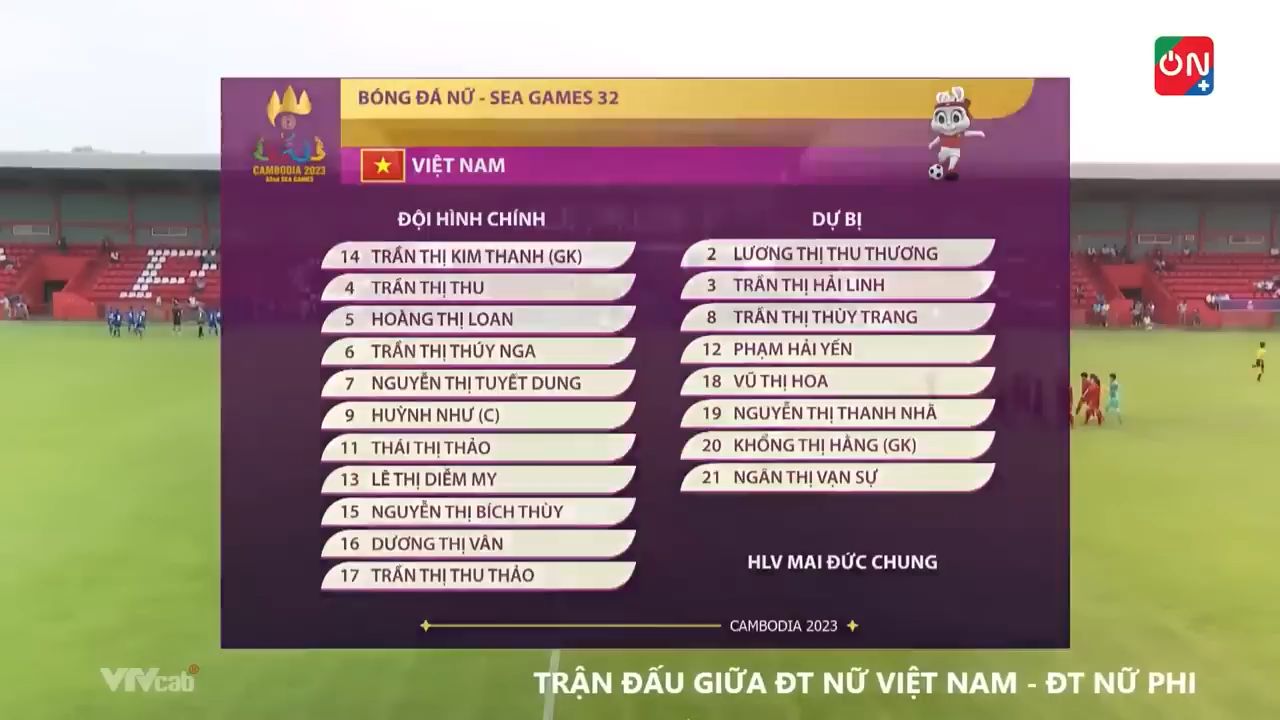 ON+
BÓNG ĐÁ NỮ - SEA GAMES 32
CAMBODIA 2023
32nd SEA GAMES
VIỆT NAM
ĐỘI HÌNH CHÍNH
14 TRẦN THỊ KIM THANH (GK)
4 TRẦN THỊ THU
5 HOÀNG THỊ LOAN
6 TRẦN THỊ THÚY NGA
7 NGUYỄN THỊ TUYẾT DUNG
9 HUỲNH NHƯ (C)
11 THÁI THỊ THẢO
13 LÊ THỊ DIỄM MY
15 NGUYỄN THỊ BÍCH THÙY
16 DƯƠNG THỊ VÂN
17 TRẦN THỊ THU THẢO
DỰ BỊ
2 LƯƠNG THỊ THU THƯƠNG
3 TRẦN THỊ HẢI LINH
8 TRẦN THỊ THÙY TRANG
12 PHẠM HẢI YẾN
18 VŨ THỊ HOA
19 NGUYỄN THỊ THANH NHÃ
20 KHỔNG THỊ HẰNG (GK)
21 NGÂN THỊ VẠN SỰ
HLV MAI ĐỨC CHUNG
CAMBODIA 2023
VTVcab®
TRẬN ĐẤU GIỮA ĐT NỮ VIỆT NAM - ĐT NỮ PHI